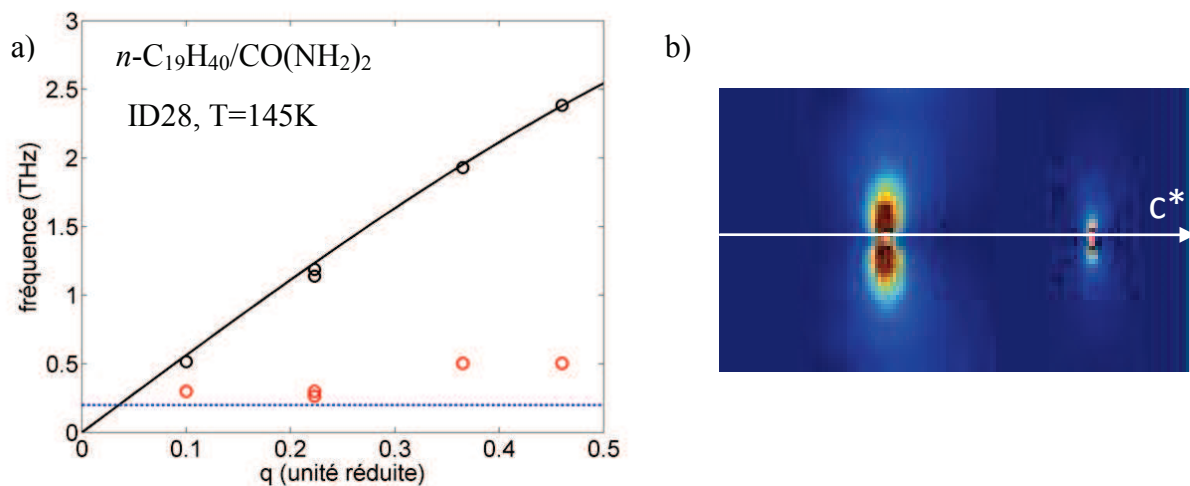 a)
n-C₁₉H₄₀/CO(NH₂)₂
ID28, T=145K
fréquence (THz)
3
2.5
2
1.5
1
0.5
0
0 0.1 0.2 0.3 0.4 0.5
q (unité réduite)
b)
c*